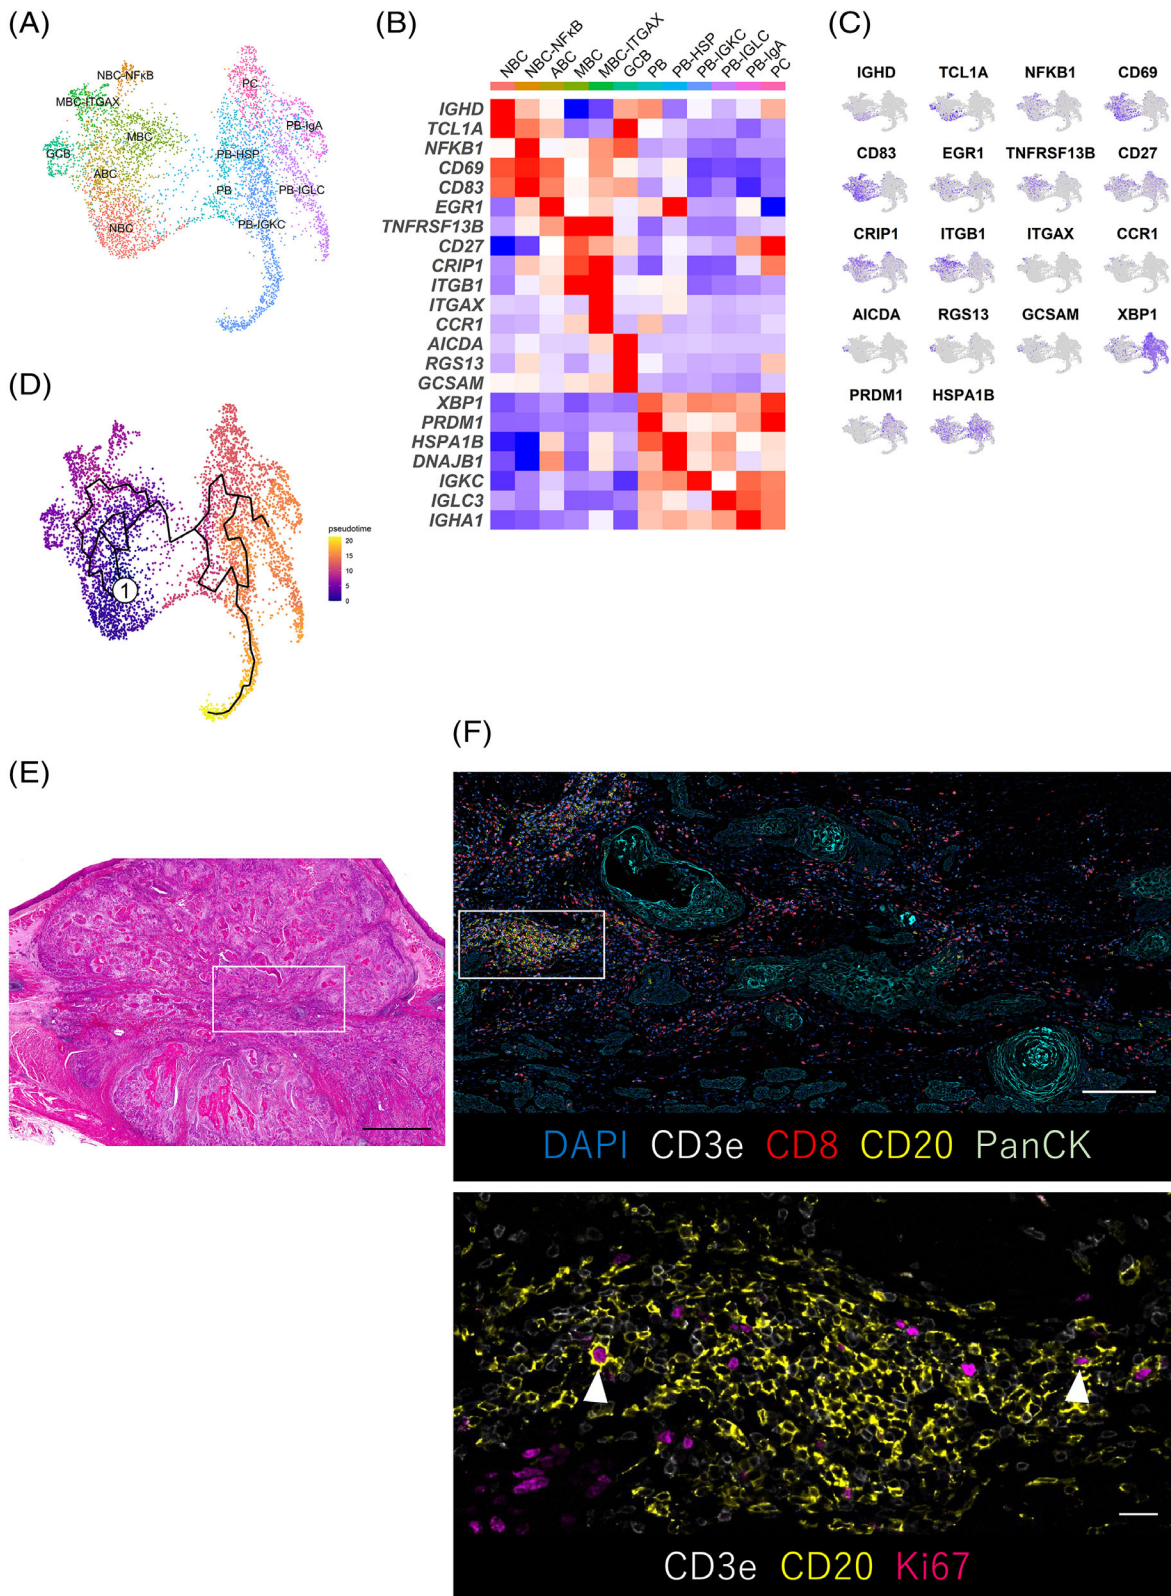 (A)
NBC-NFκB
MBC-ITGAX
PC
MBC
PB-IgA
GCB
PB-HSP
ABC
PB
PB-IGLC
NBC
PB-IGKC
(B)
NBC
NBC-NFκB
ABC
MBC
MBC-ITGAX
GCB
PB
PB-HSP
PB-IGKC
PB-IGLC
PB-IgA
PC
IGHD
TCL1A
NFKB1
CD69
CD83
EGR1
TNFRSF13B
CD27
CRIP1
ITGB1
ITGAX
CCR1
AICDA
RGS13
GCSAM
XBP1
PRDM1
HSPA1B
DNAJB1
IGKC
IGLC3
IGHA1
(C)
IGHD TCL1A NFKB1 CD69
CD83 EGR1 TNFRSF13B CD27
CRIP1 ITGB1 ITGAX CCR1
AICDA RGS13 GCSAM XBP1
PRDM1 HSPA1B
(D)
1
pseudotime
20
15
10
5
0
(E)
(F)
DAPI CD3e CD8 CD20 PanCK
CD3e CD20 Ki67